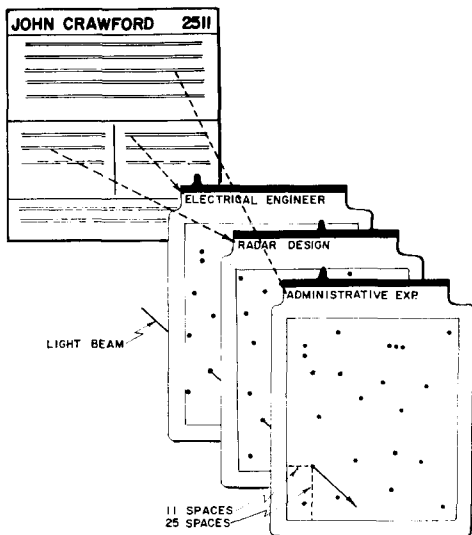 JOHN CRAWFORD 2511
ELECTRICAL ENGINEER
RADAR DESIGN
ADMINISTRATIVE EXP.
LIGHT BEAM
11 SPACES
25 SPACES